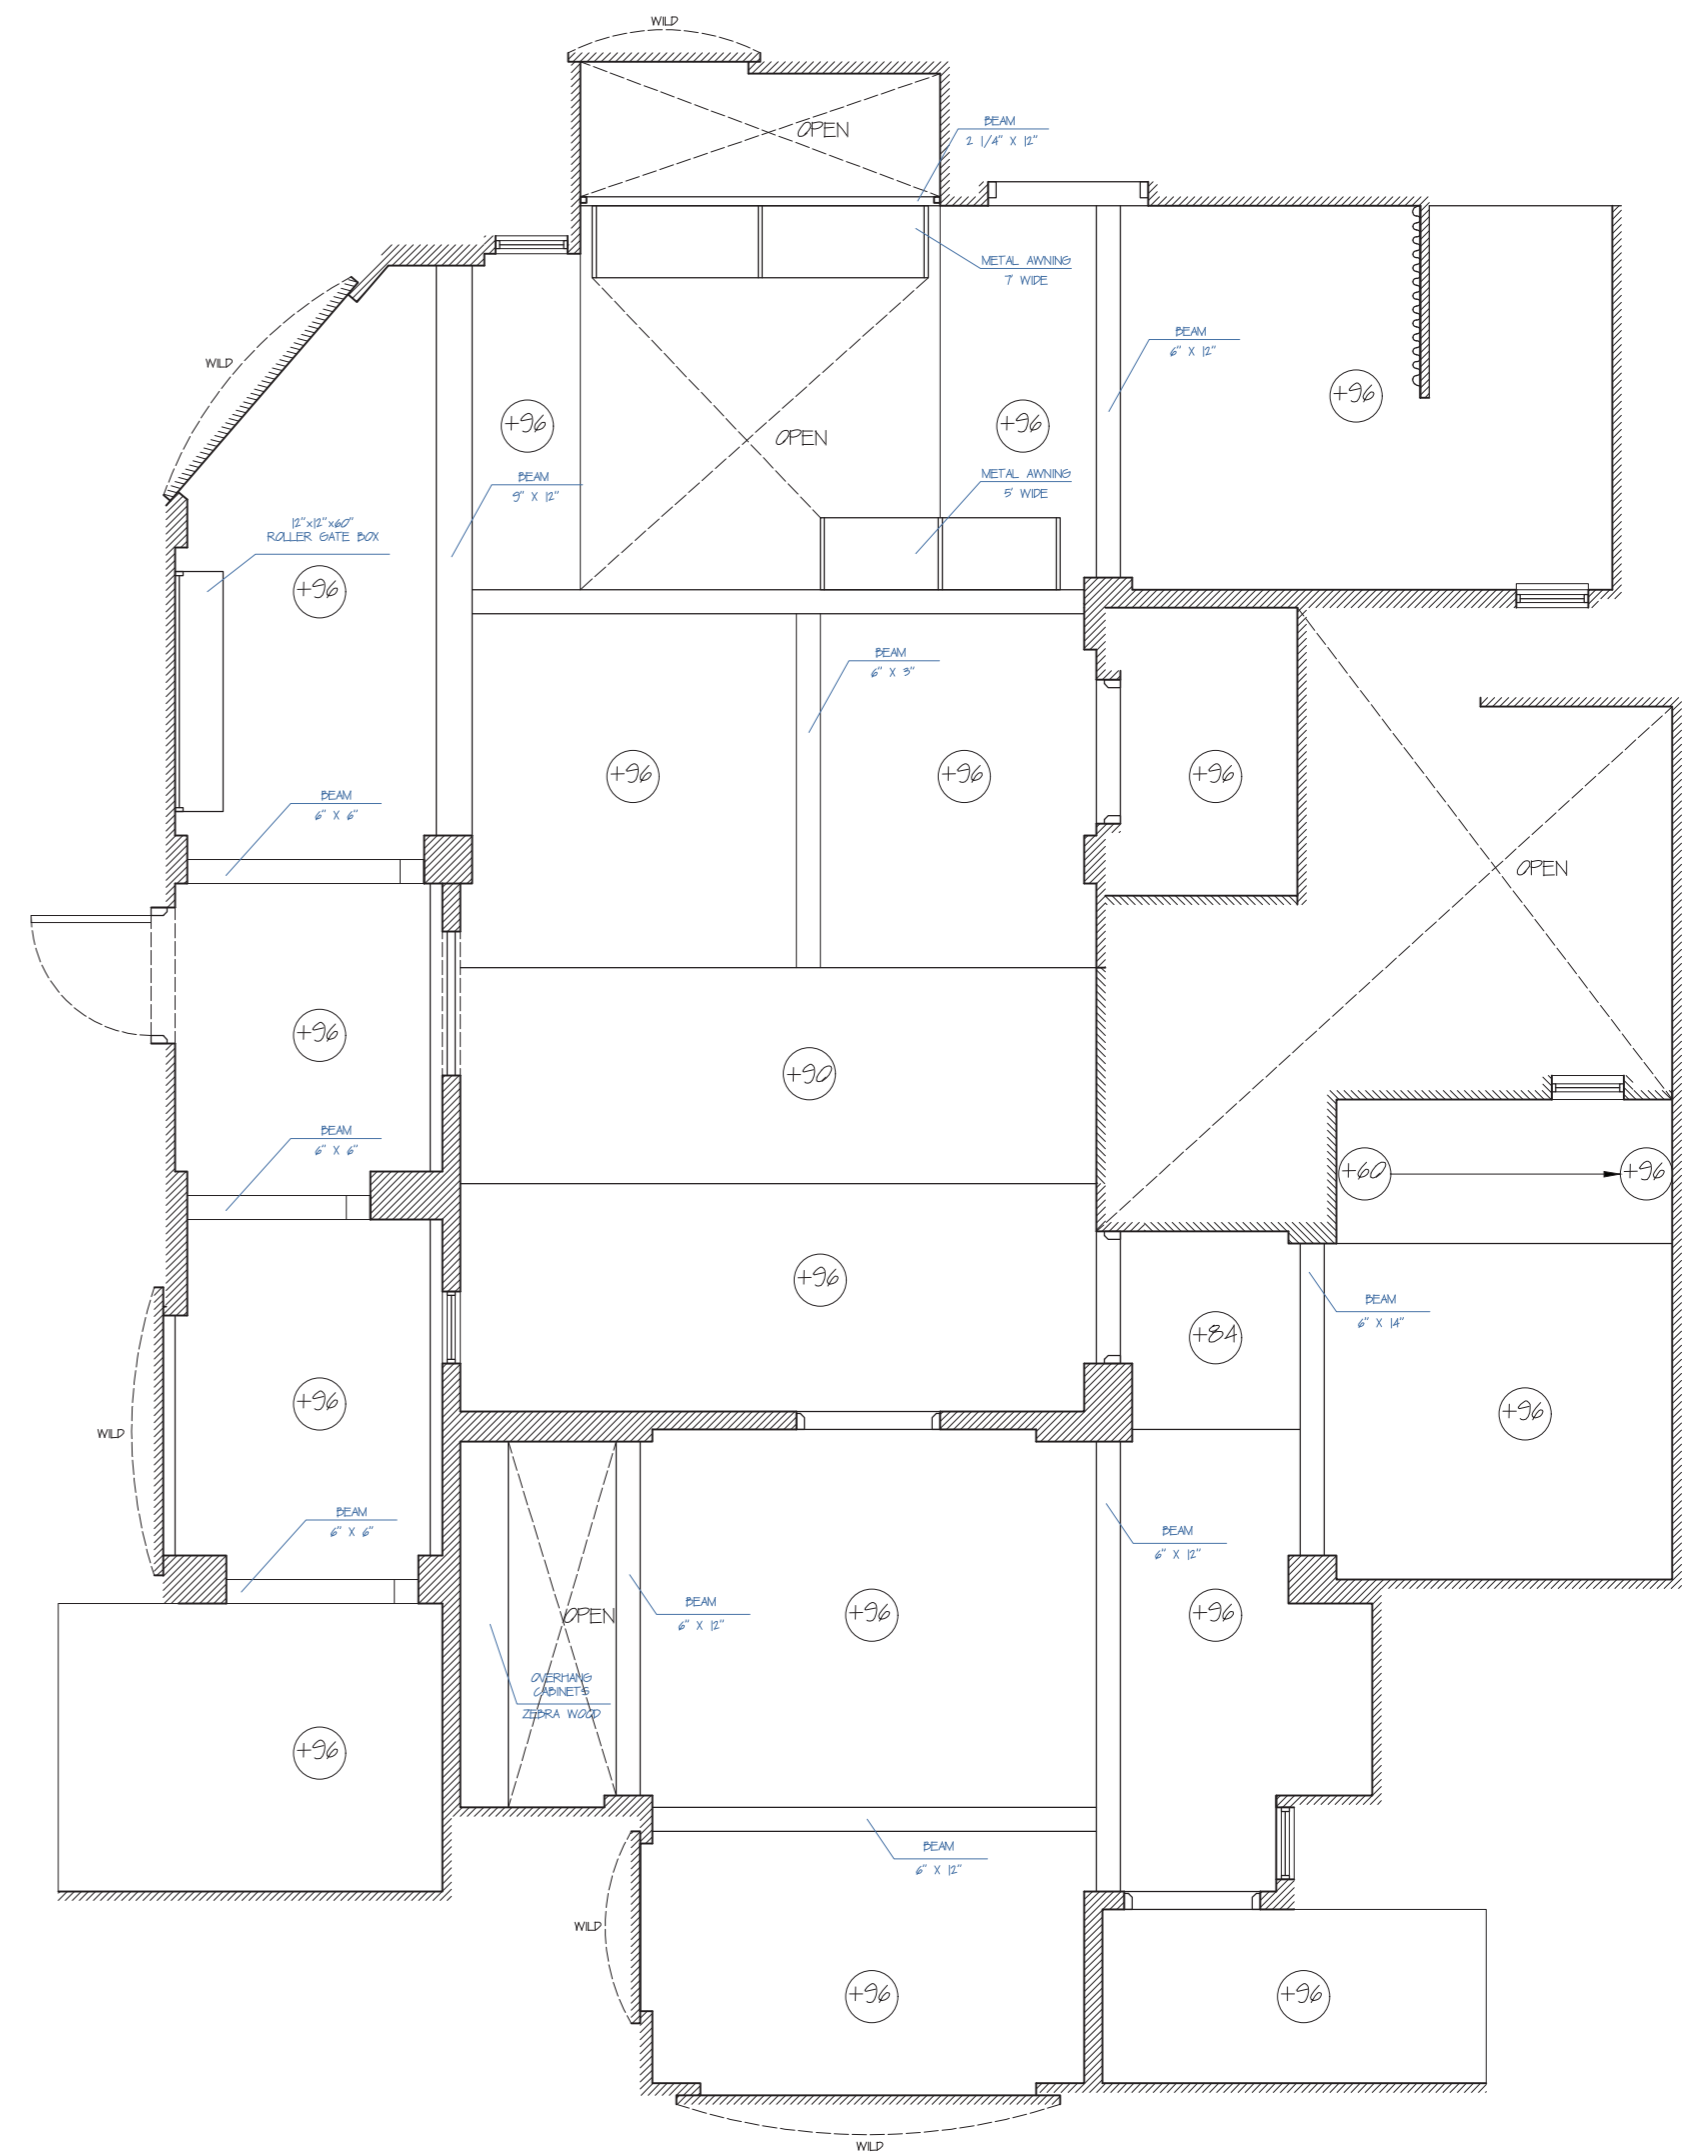 WILD
OPEN
BEAM
2 1/4" X 12"
METAL AWNING
7' WIDE
BEAM
6" X 12"
WILD
+96
+96
+96
OPEN
METAL AWNING
5' WIDE
BEAM
9" X 12"
12"x12"x60"
ROLLER GATE BOX
+96
BEAM
6" X 3"
+96
+96
+96
BEAM
6" X 6"
OPEN
+96
+90
BEAM
6" X 6"
+60
+96
+96
BEAM
6" X 14"
+84
+96
+96
WILD
BEAM
6" X 6"
BEAM
6" X 12"
BEAM
6" X 12"
OPEN
+96
+96
OVERHANG
CABINETS
ZEBRA WOOD
+96
BEAM
6" X 12"
WILD
+96
+96
WILD